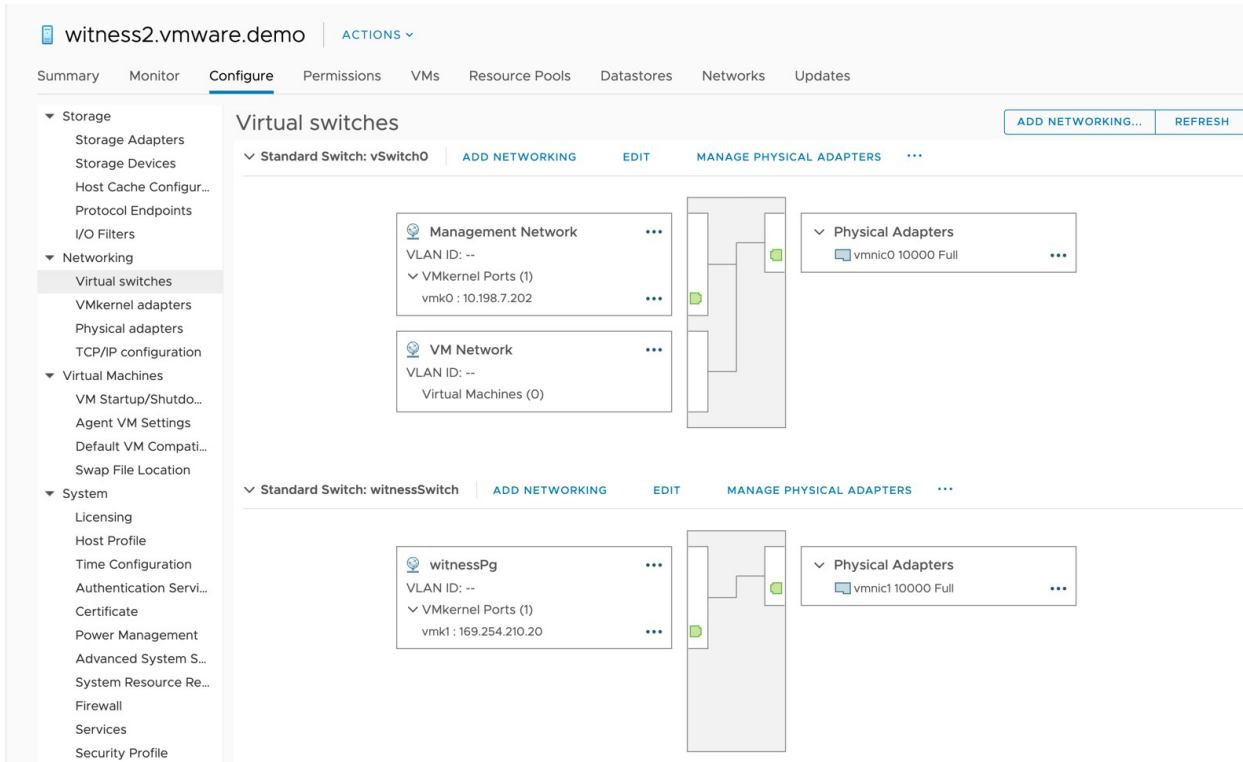 witness2.vmware.demo ACTIONS
Summary Monitor Configure Permissions VMs Resource Pools Datastores Networks Updates
Storage
Storage Adapters
Storage Devices
Host Cache Configur...
Protocol Endpoints
I/O Filters
Networking
Virtual switches
VMkernel adapters
Physical adapters
TCP/IP configuration
Virtual Machines
VM Startup/Shutdo...
Agent VM Settings
Default VM Compati...
Swap File Location
System
Licensing
Host Profile
Time Configuration
Authentication Servi...
Certificate
Power Management
Advanced System S...
System Resource Re...
Firewall
Services
Security Profile
Virtual switches
ADD NETWORKING... REFRESH
Standard Switch: vSwitch0 ADD NETWORKING EDIT MANAGE PHYSICAL ADAPTERS ...
Management Network ...
VLAN ID: --
VMkernel Ports (1)
vmk0 : 10.198.7.202 ...
VM Network ...
VLAN ID: --
Virtual Machines (0)
Physical Adapters
vmnic0 10000 Full ...
Standard Switch: witnessSwitch ADD NETWORKING EDIT MANAGE PHYSICAL ADAPTERS ...
witnessPg ...
VLAN ID: --
VMkernel Ports (1)
vmk1 : 169.254.210.20 ...
Physical Adapters
vmnic1 10000 Full ...